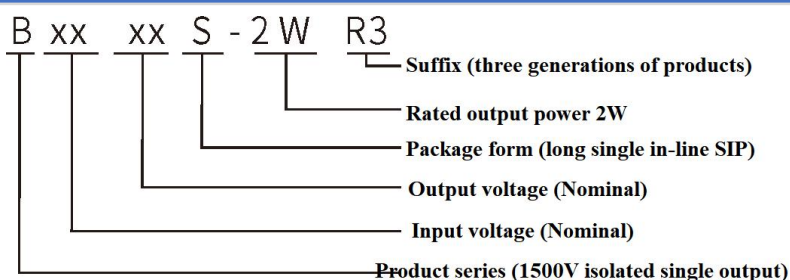 B xx xx S - 2 W R3
Suffix (three generations of products)
Rated output power 2W
Package form (long single in-line SIP)
Output voltage (Nominal)
Input voltage (Nominal)
Product series (1500V isolated single output)